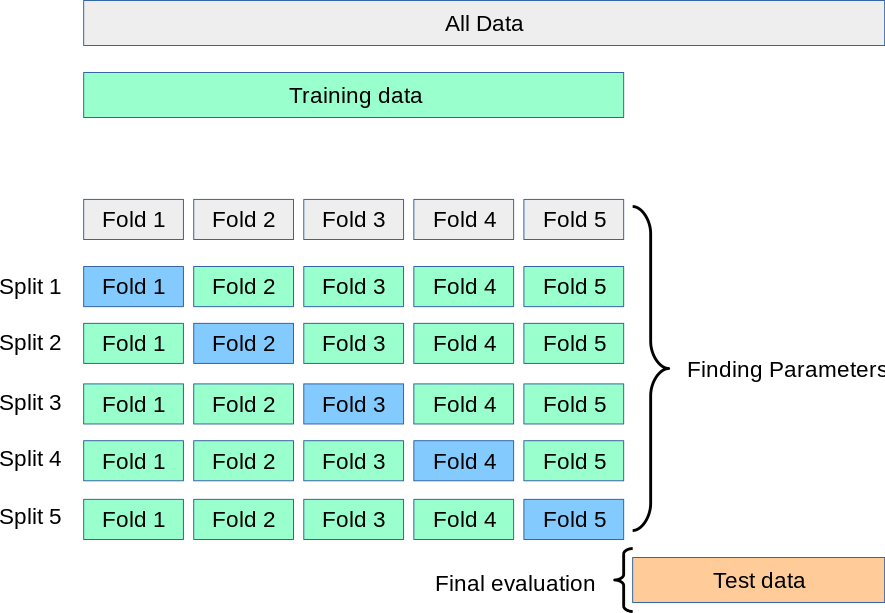 All Data
Training data
Fold 1 Fold 2 Fold 3 Fold 4 Fold 5
Split 1 Fold 1 Fold 2 Fold 3 Fold 4 Fold 5
Split 2 Fold 1 Fold 2 Fold 3 Fold 4 Fold 5
Finding Parameters
Split 3 Fold 1 Fold 2 Fold 3 Fold 4 Fold 5
Split 4 Fold 1 Fold 2 Fold 3 Fold 4 Fold 5
Split 5 Fold 1 Fold 2 Fold 3 Fold 4 Fold 5
Final evaluation Test data